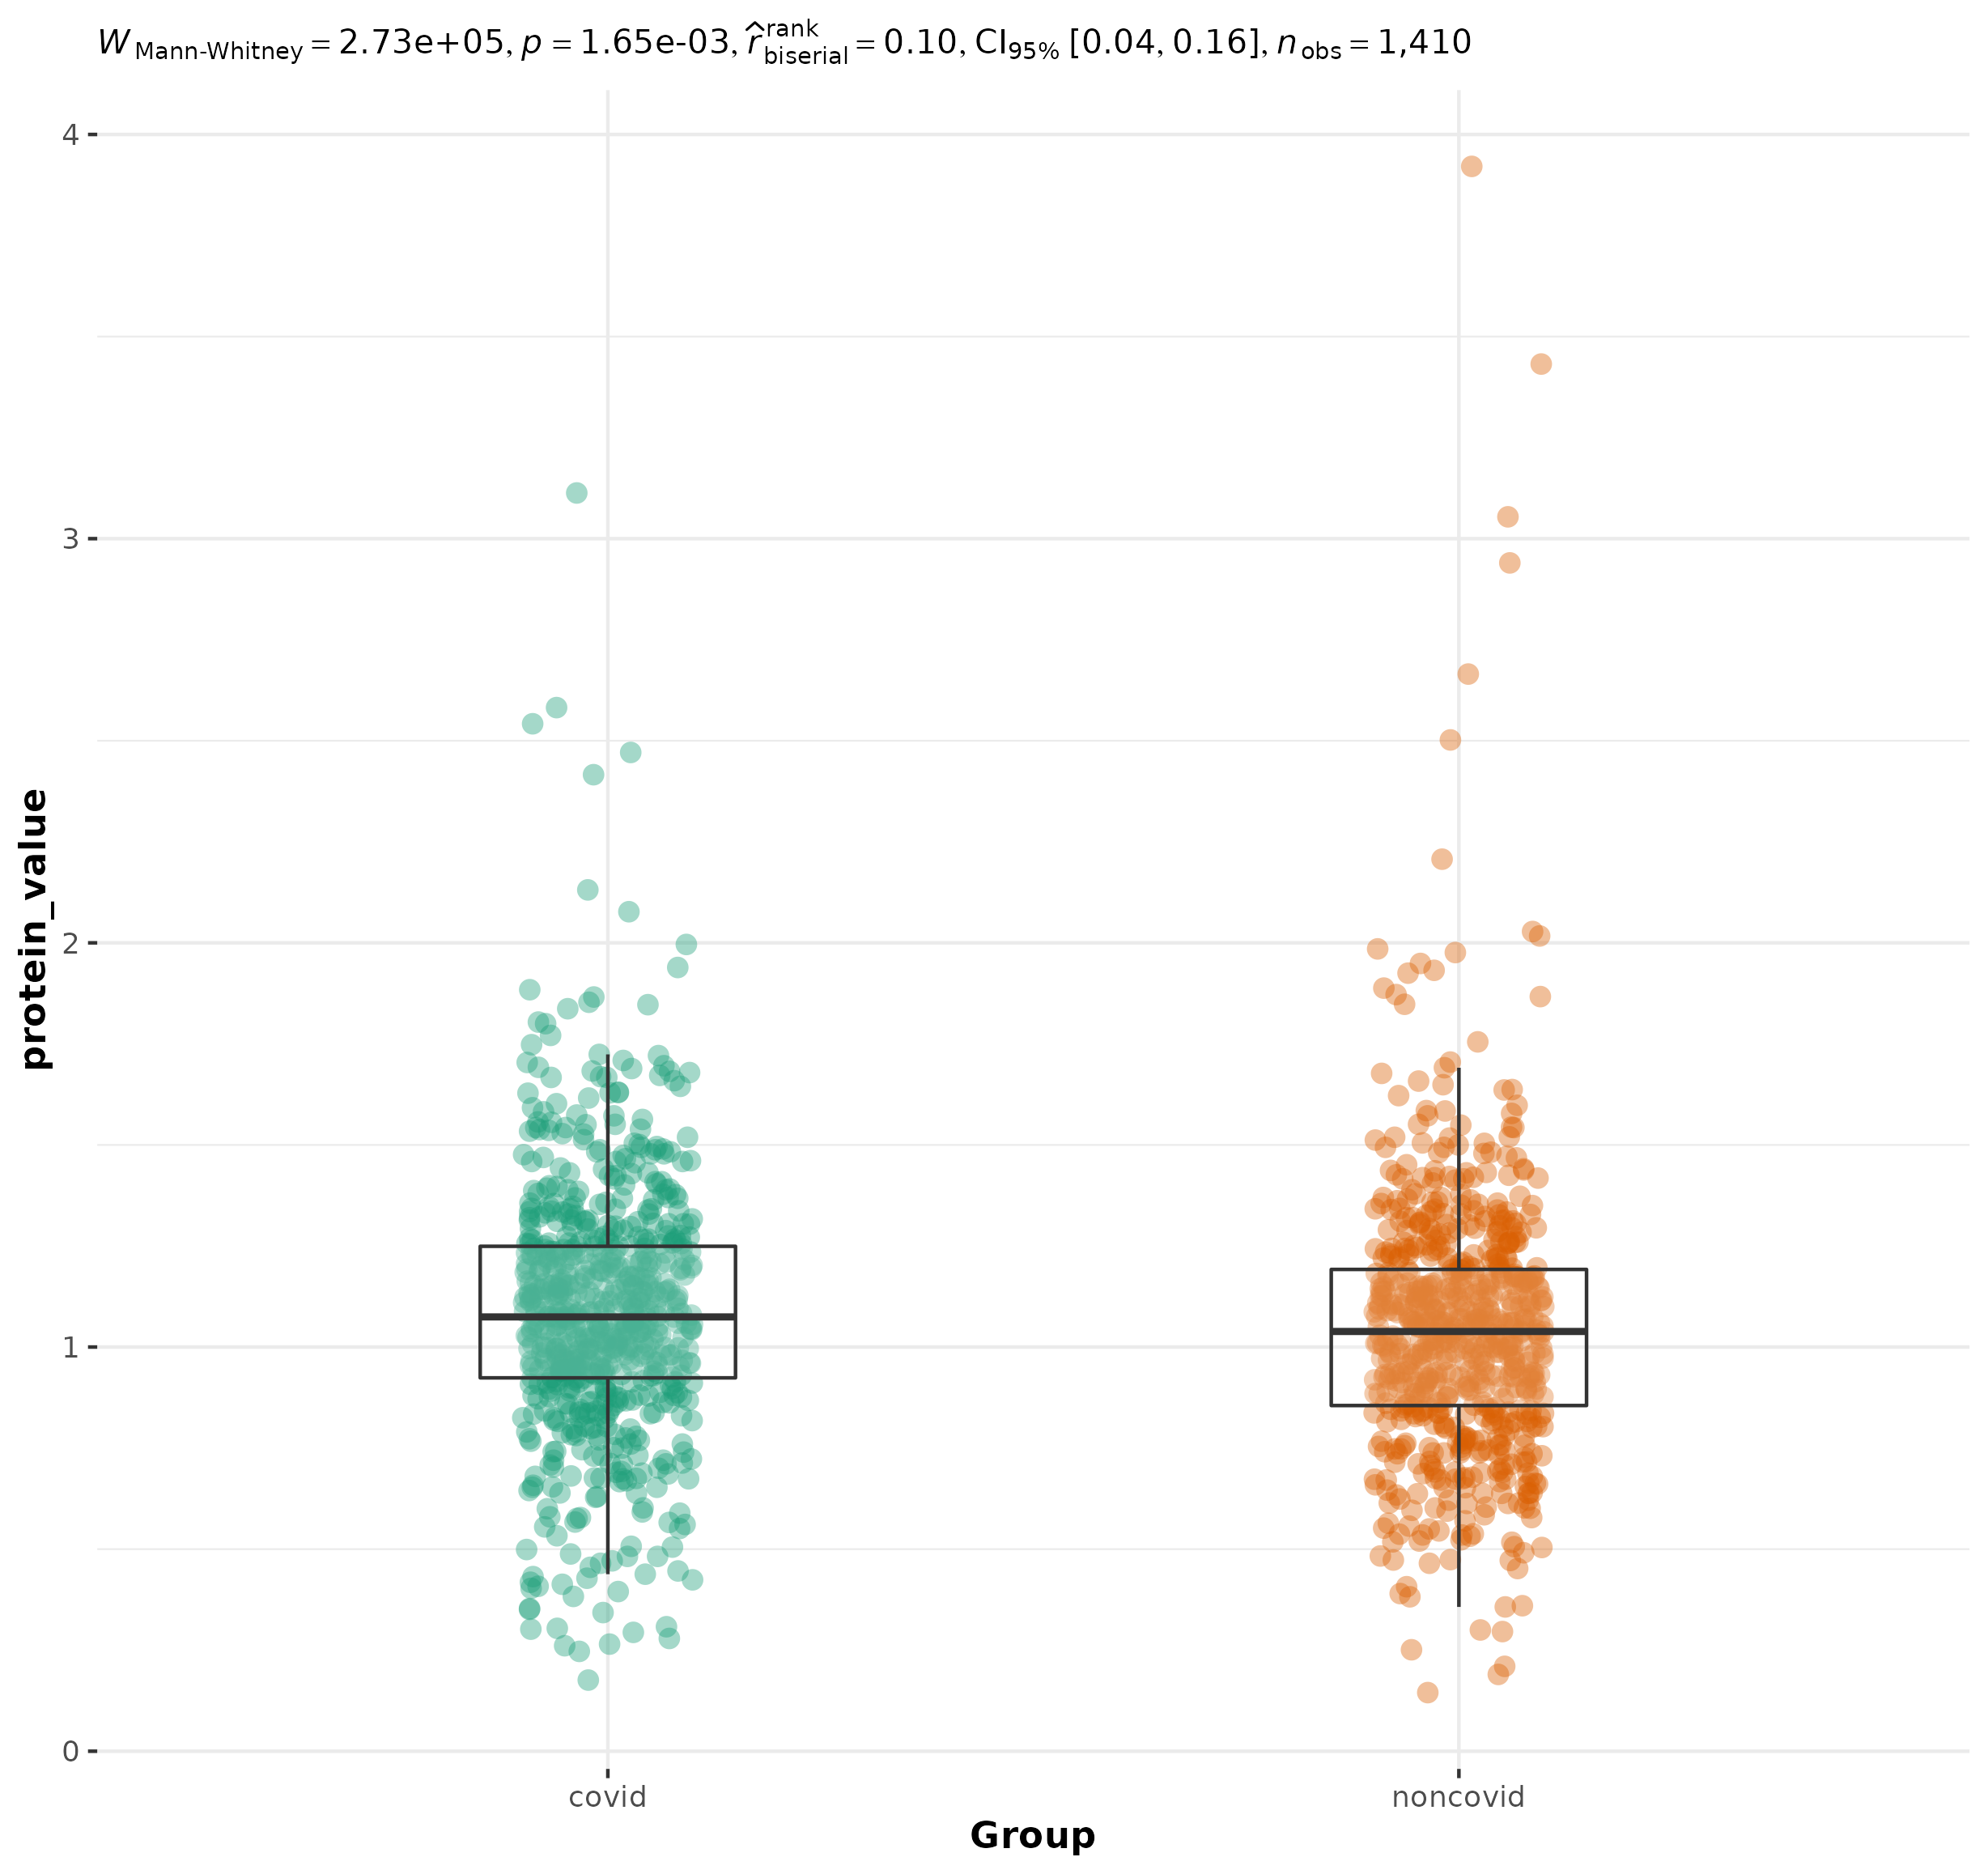 W Mann-Whitney = 2.73e+05, p = 1.65e-03, r̂ rank biserial = 0.10, CI95% [0.04, 0.16], nobs = 1,410
4
3
2
1
0
protein_value
covid noncovid
Group